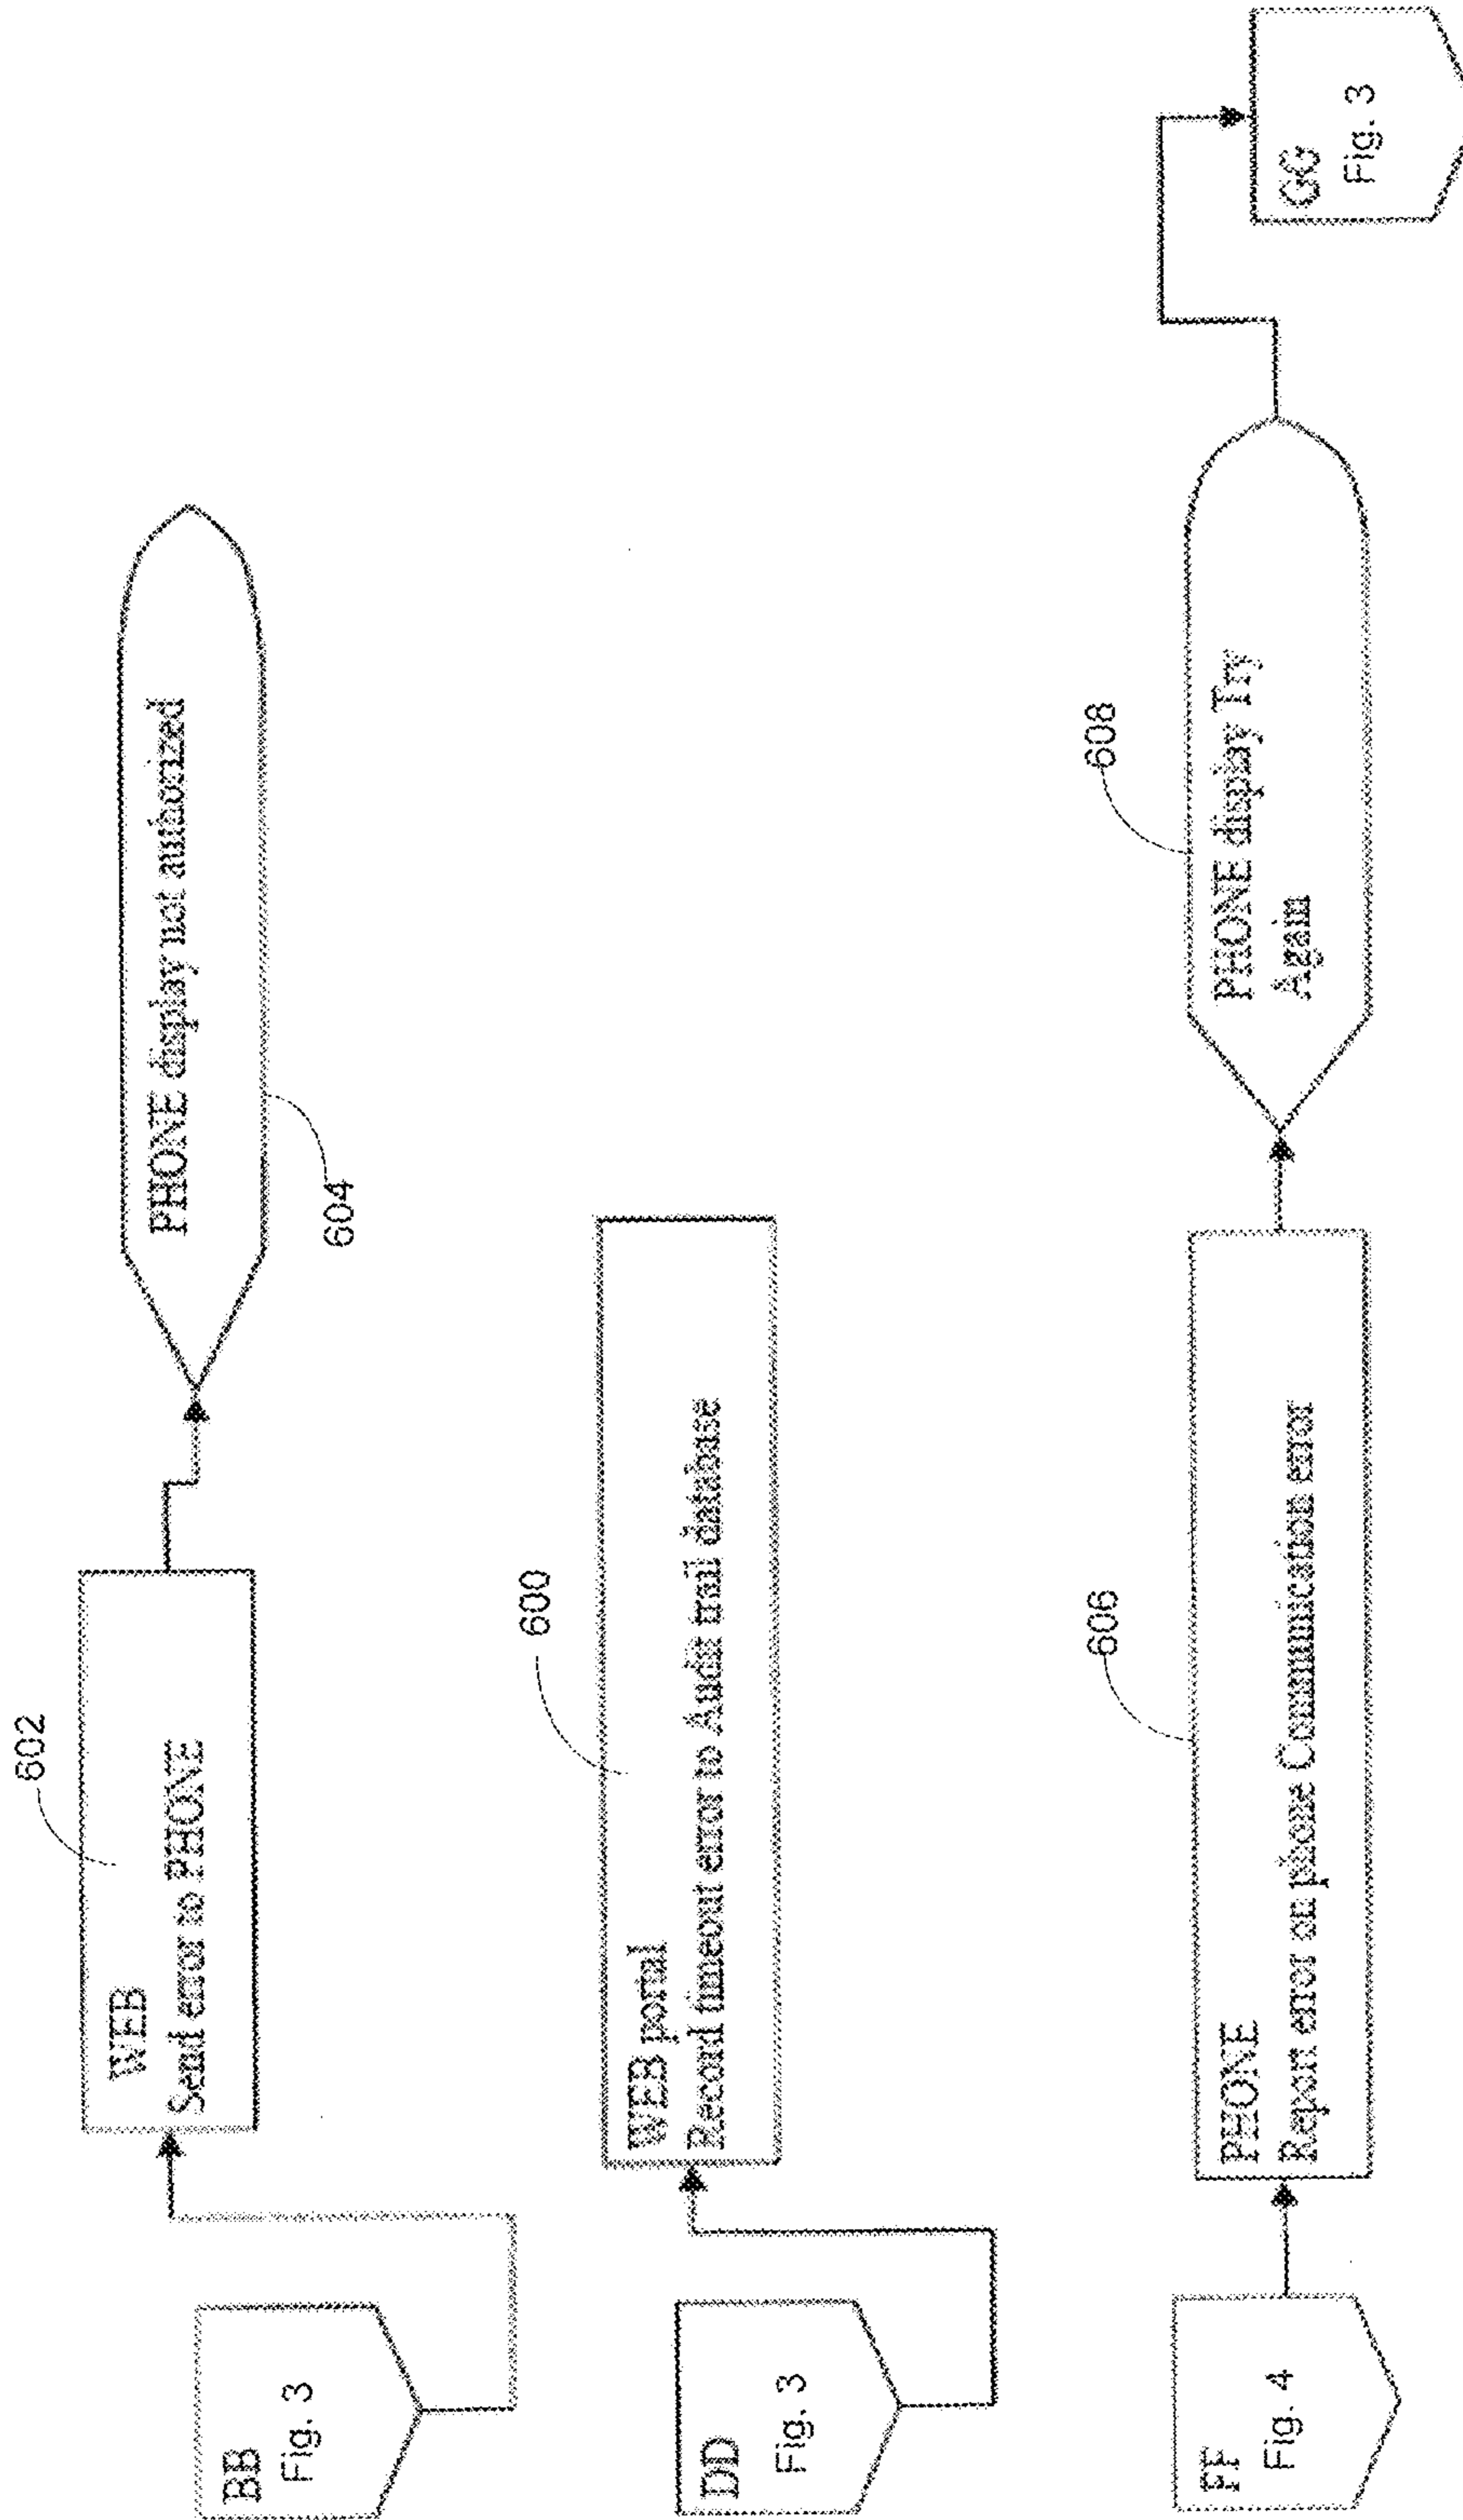 BB
Fig. 3
602
WEB
Send error to PHONE
PHONE display not authorized
604
DD
Fig. 3
600
WEB portal
Record timeout error to Audit trail database
FF
Fig. 4
606
PHONE
Report error on phone Communication error
608
PHONE display Try
Again
GG
Fig. 3